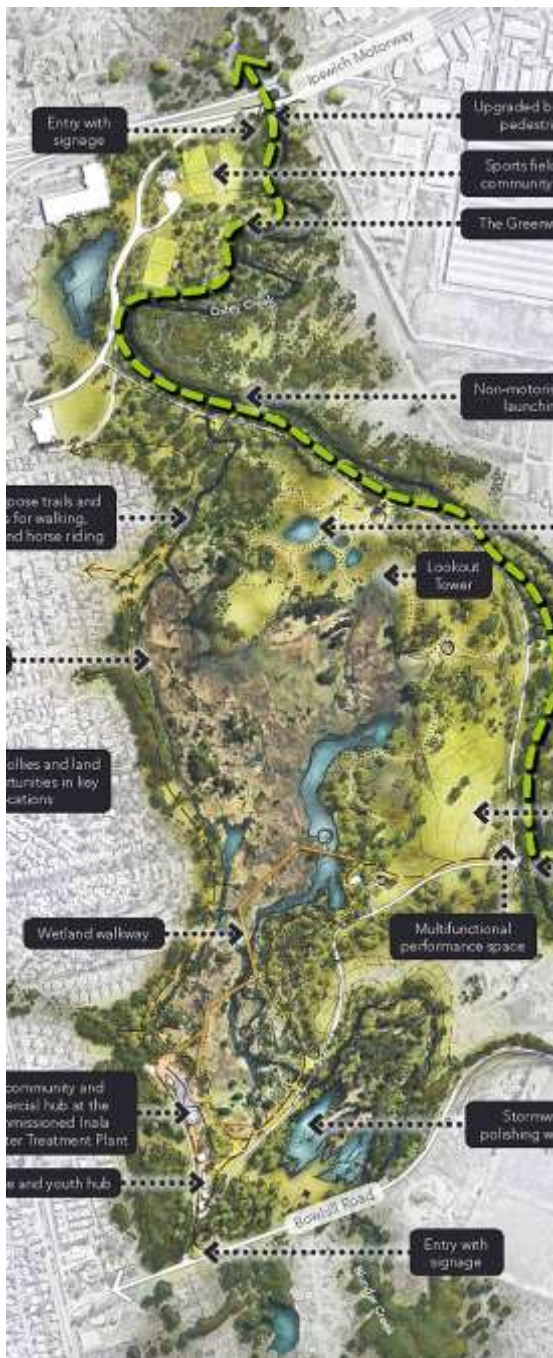 Ipswich Motorway
Entry with
signage
Upgraded b
pedestri
Sports fiel
community
The Greenw
Oxley Creek
Non-motori
launchin
pose trails and
s for walking,
nd horse riding
Lookout
Tower
ollies and land
rtunities in key
cations
Wetland walkway
Multifunctional
performance space
community and
ercial hub at the
mmissioned Inala
ter Treatment Plant
Stormw
polishing w
e and youth hub
Bowhill Road
Entry with
signage
Creek